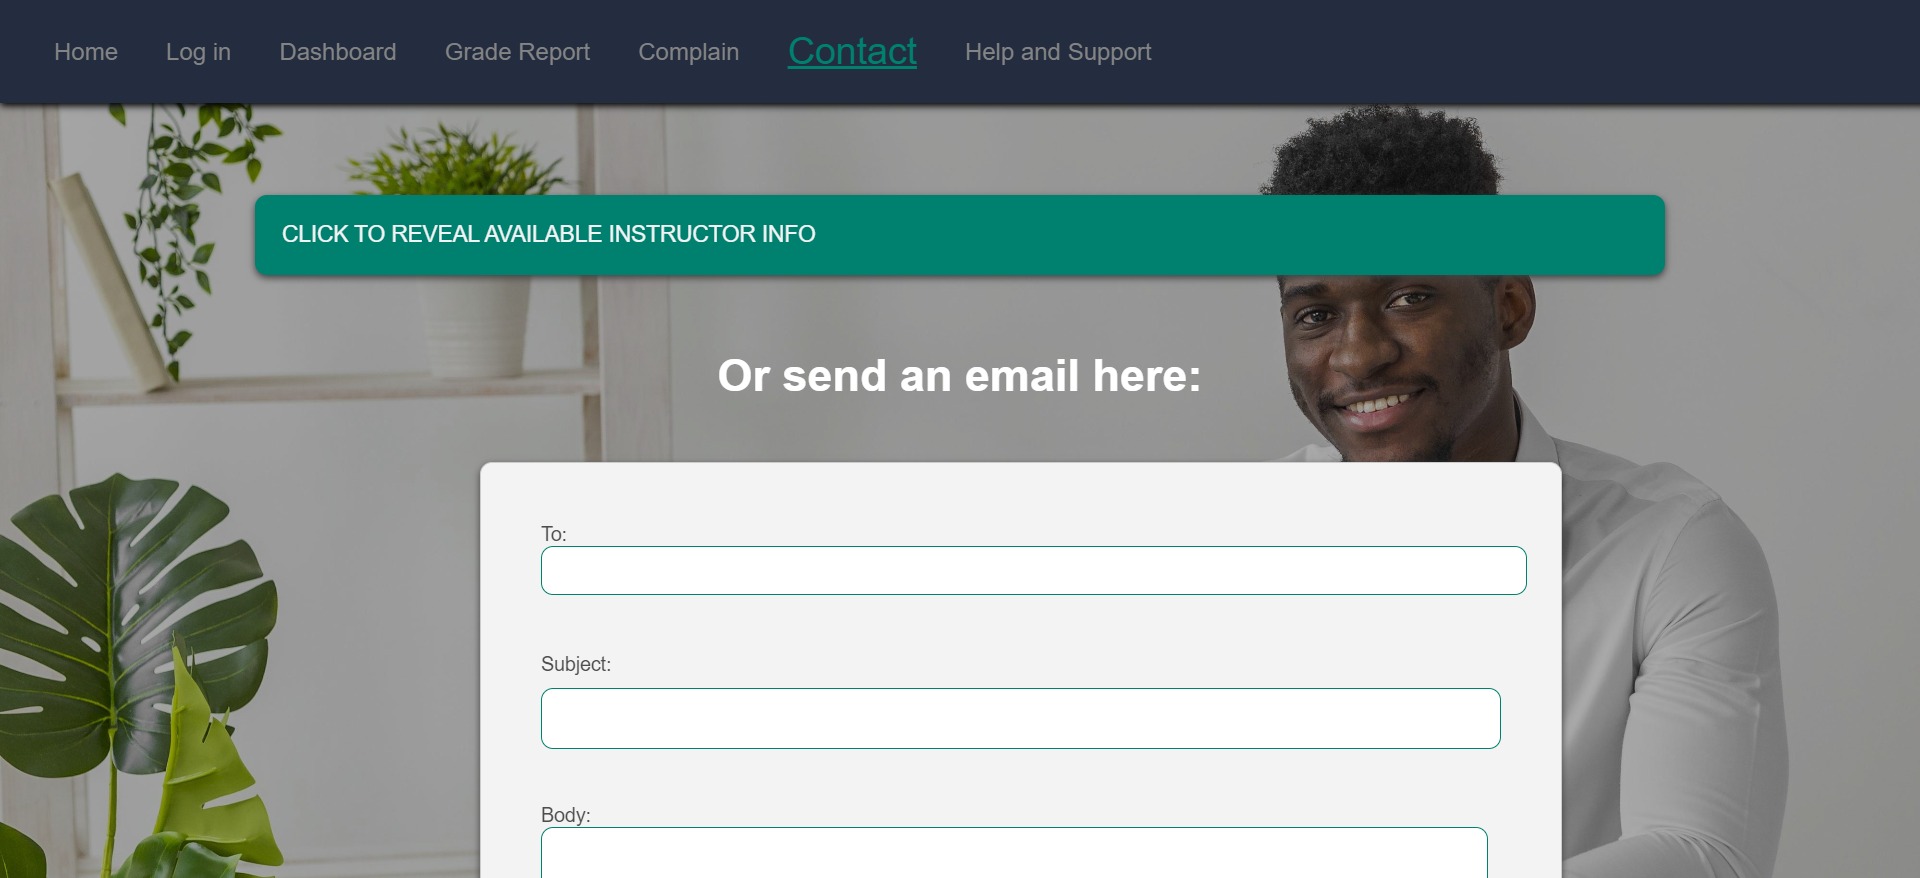 Home Log in Dashboard Grade Report Complain Contact Help and Support
CLICK TO REVEAL AVAILABLE INSTRUCTOR INFO
Or send an email here:
To:
Subject:
Body: